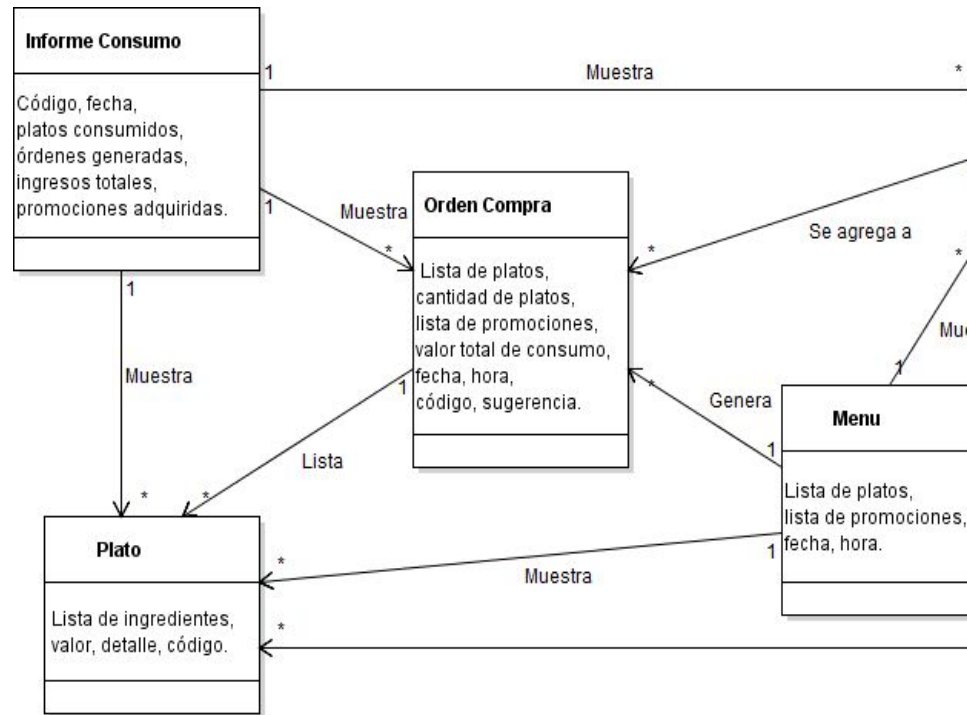 Informe Consumo
Código, fecha,
platos consumidos,
órdenes generadas,
ingresos totales,
promociones adquiridas.
1
Muestra
*
1
Muestra
*
1
Muestra
*
Orden Compra
Lista de platos,
cantidad de platos,
lista de promociones,
valor total de consumo,
fecha, hora,
código, sugerencia.
Se agrega a
*
*
1
1
Lista
*
Genera
*
1
Menu
Lista de platos,
lista de promociones,
fecha, hora.
1
Muestra
*
Plato
Lista de ingredientes,
valor, detalle, código.
*